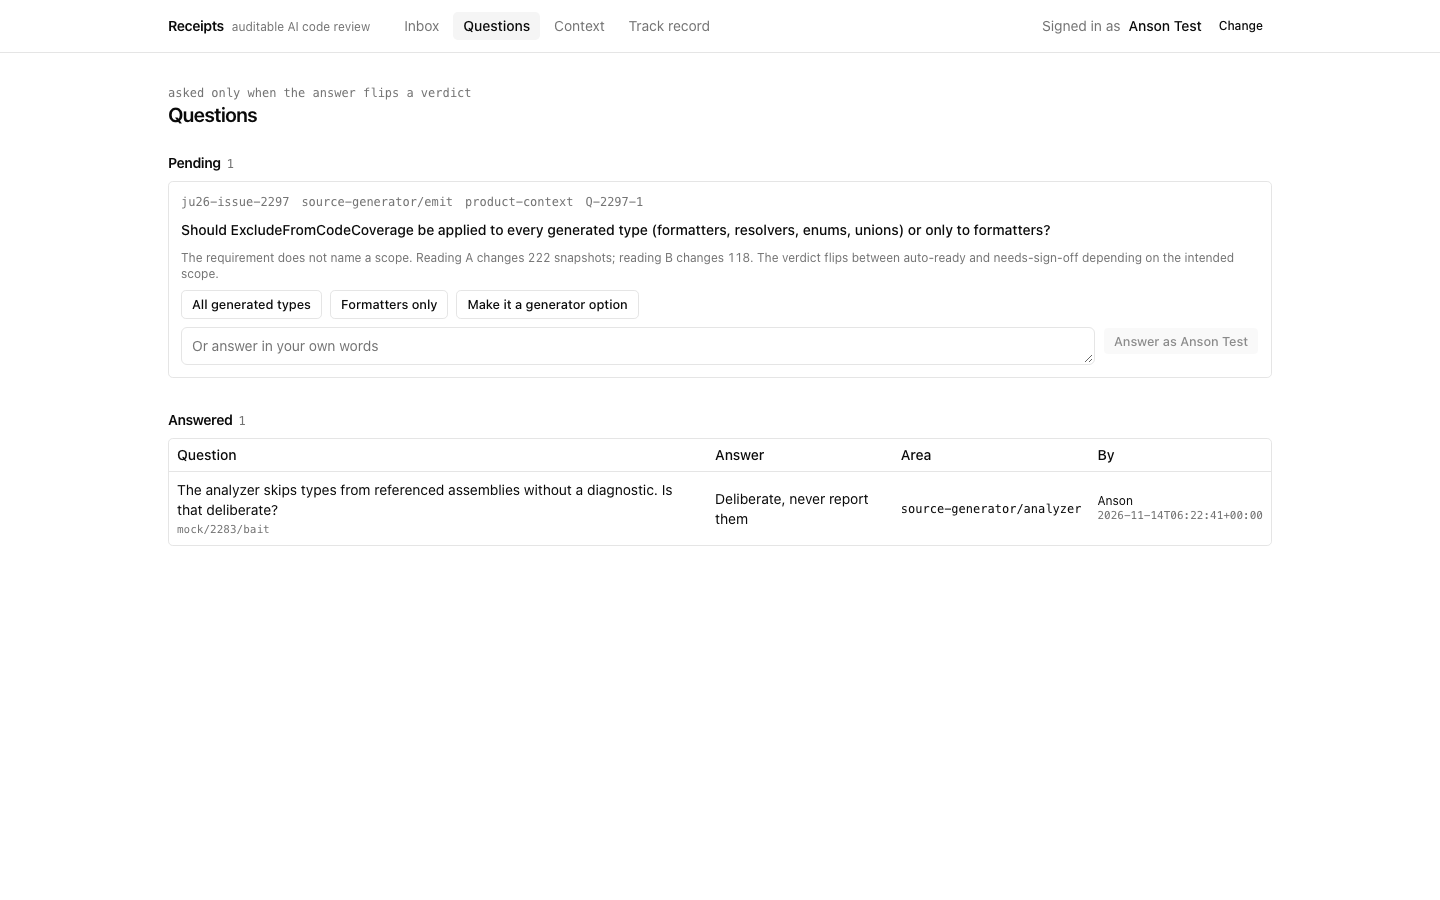 Receipts auditable AI code review Inbox Questions Context Track record Signed in as Anson Test Change
asked only when the answer flips a verdict
Questions
Pending 1
ju26-issue-2297 source-generator/emit product-context Q-2297-1
Should ExcludeFromCodeCoverage be applied to every generated type (formatters, resolvers, enums, unions) or only to formatters?
The requirement does not name a scope. Reading A changes 222 snapshots; reading B changes 118. The verdict flips between auto-ready and needs-sign-off depending on the intended
scope.
All generated types Formatters only Make it a generator option
Or answer in your own words Answer as Anson Test
Answered 1
Question Answer Area By
The analyzer skips types from referenced assemblies without a diagnostic. Is
that deliberate?
mock/2283/bait
Deliberate, never report
them
source-generator/analyzer
Anson
2026-11-14T06:22:41+00:00